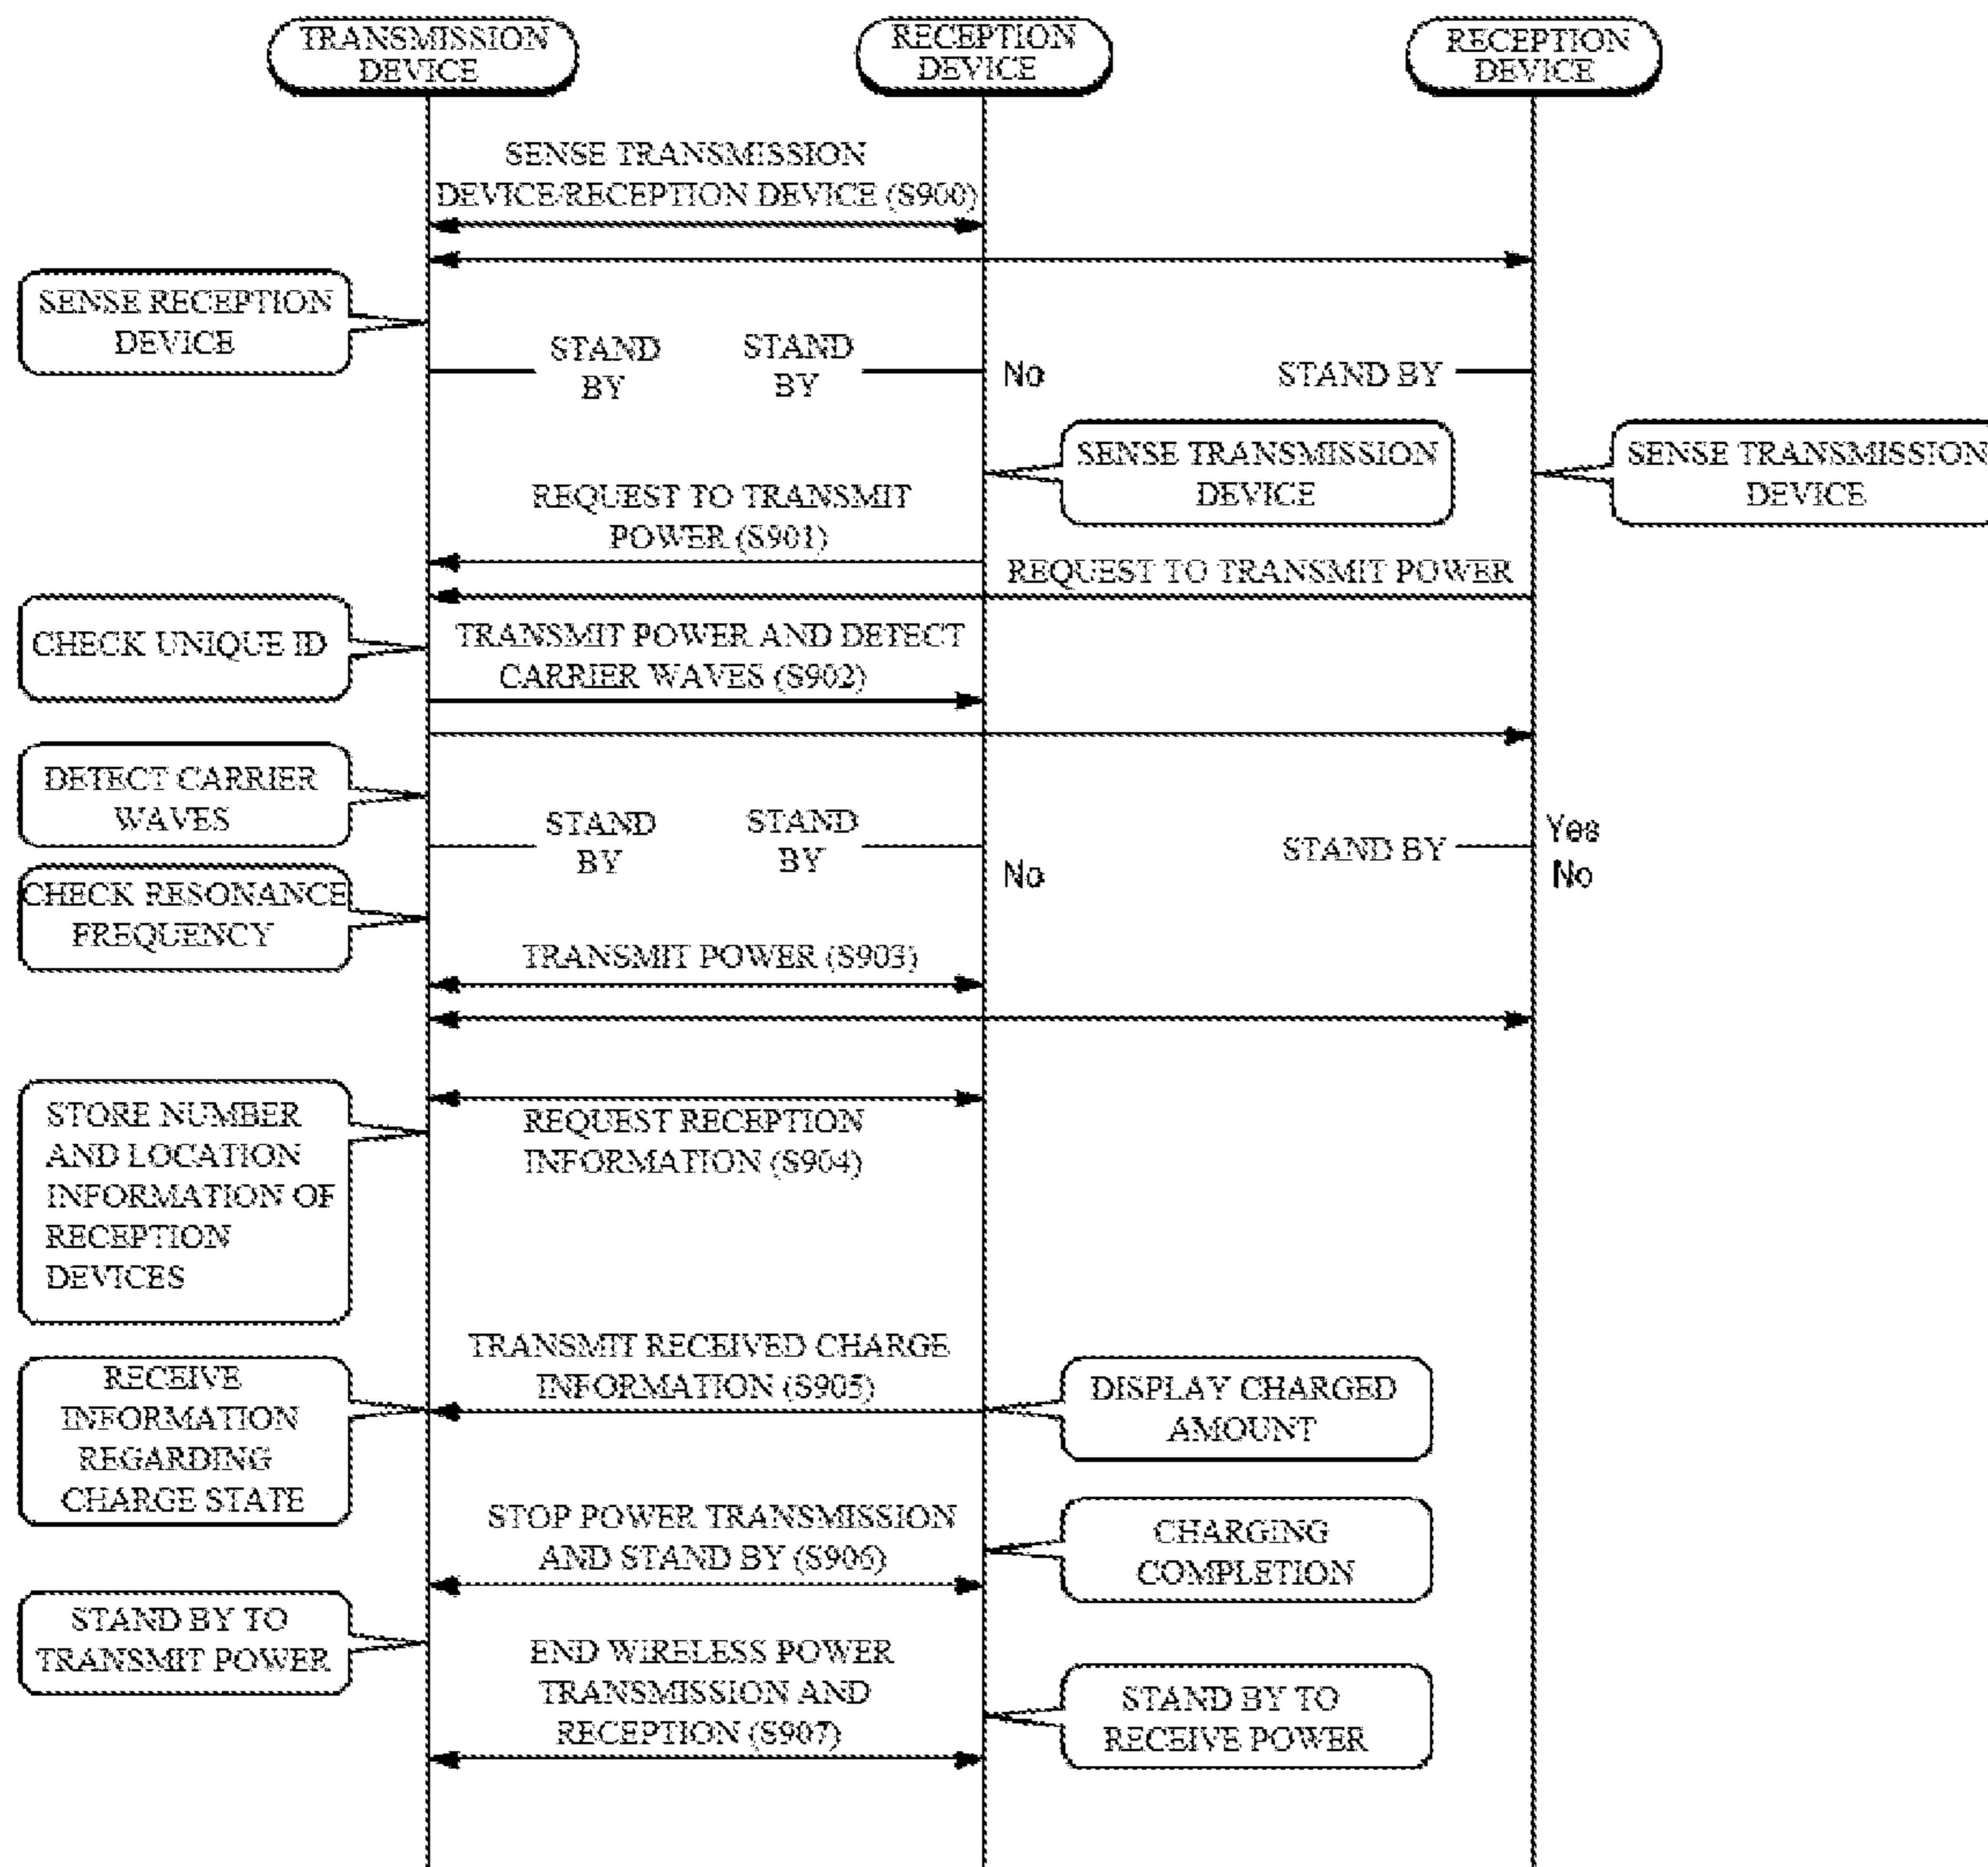 TRANSMISSION
DEVICE
RECEPTION
DEVICE
RECEPTION
DEVICE
SENSE TRANSMISSION
DEVICE/RECEPTION DEVICE (S900)
SENSE RECEPTION
DEVICE
STAND
BY
STAND
BY
No
STAND BY
SENSE TRANSMISSION
DEVICE
SENSE TRANSMISSION
DEVICE
REQUEST TO TRANSMIT
POWER (S901)
REQUEST TO TRANSMIT POWER
CHECK UNIQUE ID
TRANSMIT POWER AND DETECT
CARRIER WAVES (S902)
DETECT CARRIER
WAVES
STAND
BY
STAND
BY
No
STAND BY
Yes
No
CHECK RESONANCE
FREQUENCY
TRANSMIT POWER (S903)
STORE NUMBER
AND LOCATION
INFORMATION OF
RECEPTION
DEVICES
REQUEST RECEPTION
INFORMATION (S904)
TRANSMIT RECEIVED CHARGE
INFORMATION (S905)
RECEIVE
INFORMATION
REGARDING
CHARGE STATE
DISPLAY CHARGED
AMOUNT
STOP POWER TRANSMISSION
AND STAND BY (S906)
CHARGING
COMPLETION
STAND BY TO
TRANSMIT POWER
END WIRELESS POWER
TRANSMISSION AND
RECEPTION (S907)
STAND BY TO
RECEIVE POWER